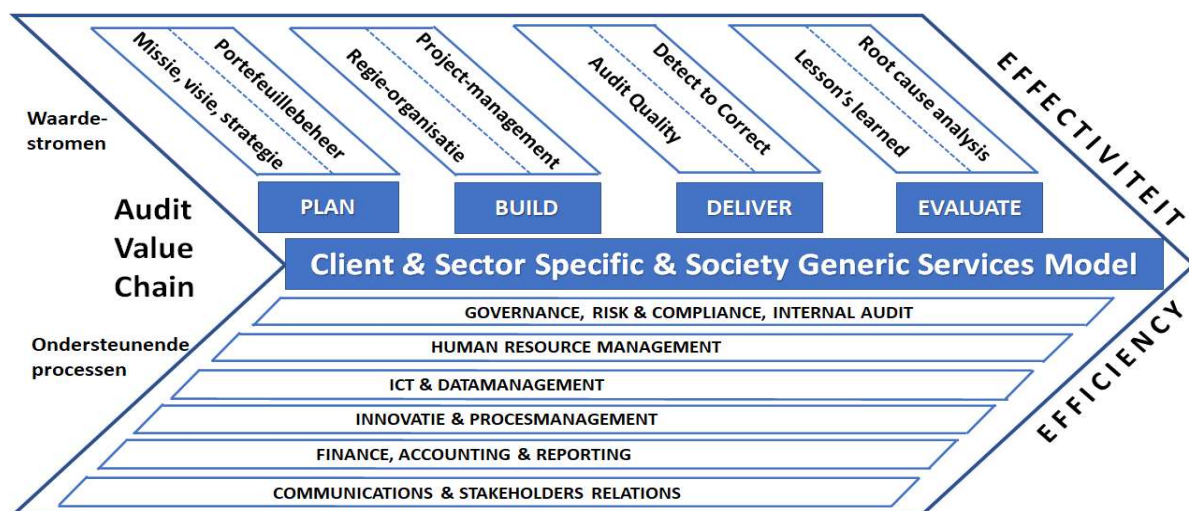 Waarde-
stromen
Missie, visie, strategie
Portefeuillebeheer
Regie-organisatie
Project-management
Audit Quality
Detect to Correct
Lesson's learned
Root cause analysis
EFFECTIVITEIT
PLAN
BUILD
DELIVER
EVALUATE
Audit
Value
Chain
Client & Sector Specific & Society Generic Services Model
Ondersteunende
processen
GOVERNANCE, RISK & COMPLIANCE, INTERNAL AUDIT
HUMAN RESOURCE MANAGEMENT
ICT & DATAMANAGEMENT
INNOVATIE & PROCESMANAGEMENT
FINANCE, ACCOUNTING & REPORTING
COMMUNICATIONS & STAKEHOLDERS RELATIONS
EFFICIENCY